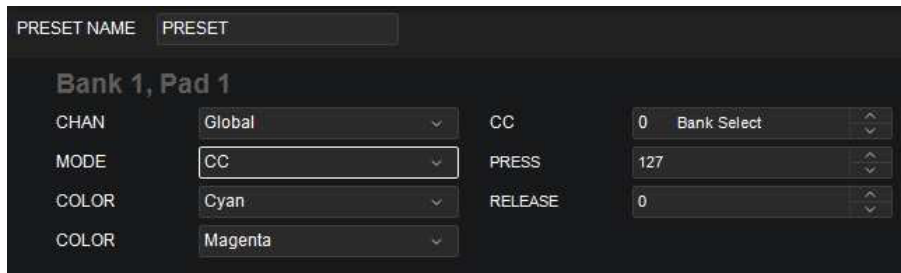 PRESET NAME PRESET
Bank 1, Pad 1
CHAN Global CC 0 Bank Select
MODE CC PRESS 127
COLOR Cyan RELEASE 0
COLOR Magenta